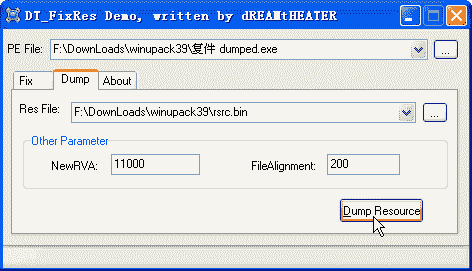 DT_FixRes Demo, written by dREAMtHEATER
PE File: F:\DownLoads\winupack39\复件 dumped.exe ...
Fix Dump About
Res File: F:\DownLoads\winupack39\rsrc.bin ...
Other Parameter
NewRVA: 11000 FileAlignment: 200
Dump Resource